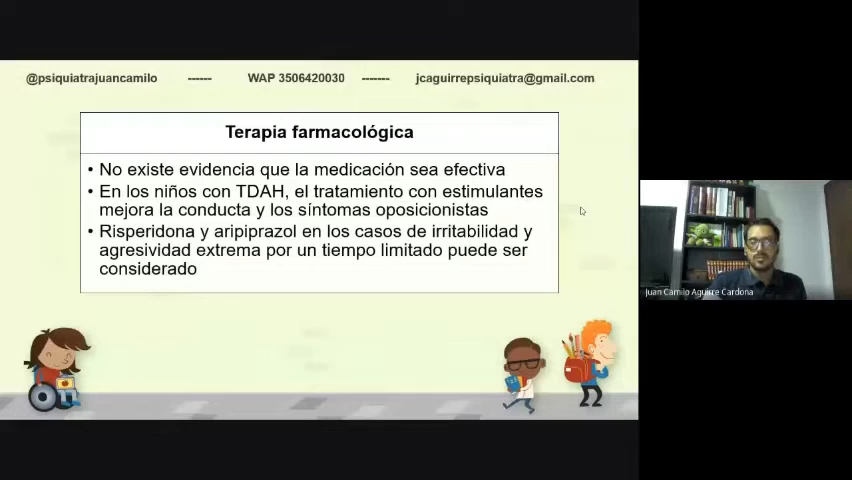 @psiquiatrajuancamilo ------ WAP 3506420030 ------- jcaguirrepsiquiatra@gmail.com
Terapia farmacológica
• No existe evidencia que la medicación sea efectiva
• En los niños con TDAH, el tratamiento con estimulantes
mejora la conducta y los síntomas oposicionistas
• Risperidona y aripiprazol en los casos de irritabilidad y
agresividad extrema por un tiempo limitado puede ser
considerado
Juan Camilo Aguirre Cardona